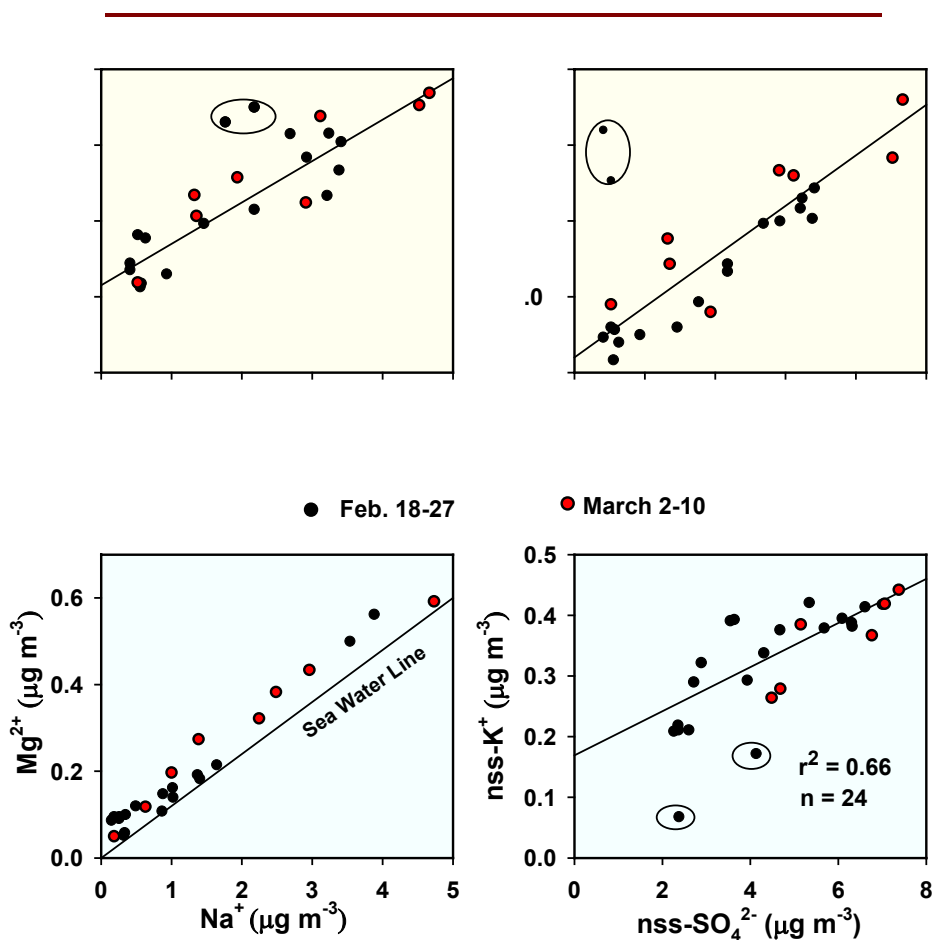 .0
Feb. 18-27
March 2-10
Mg²⁺ (μg m⁻³)
0.6
0.4
0.2
0.0
Sea Water Line
0 1 2 3 4 5
Na⁺ (μg m⁻³)
nss-K⁺ (μg m⁻³)
0.5
0.4
0.3
0.2
0.1
0.0
r² = 0.66
n = 24
0 2 4 6 8
nss-SO₄²⁻ (μg m⁻³)